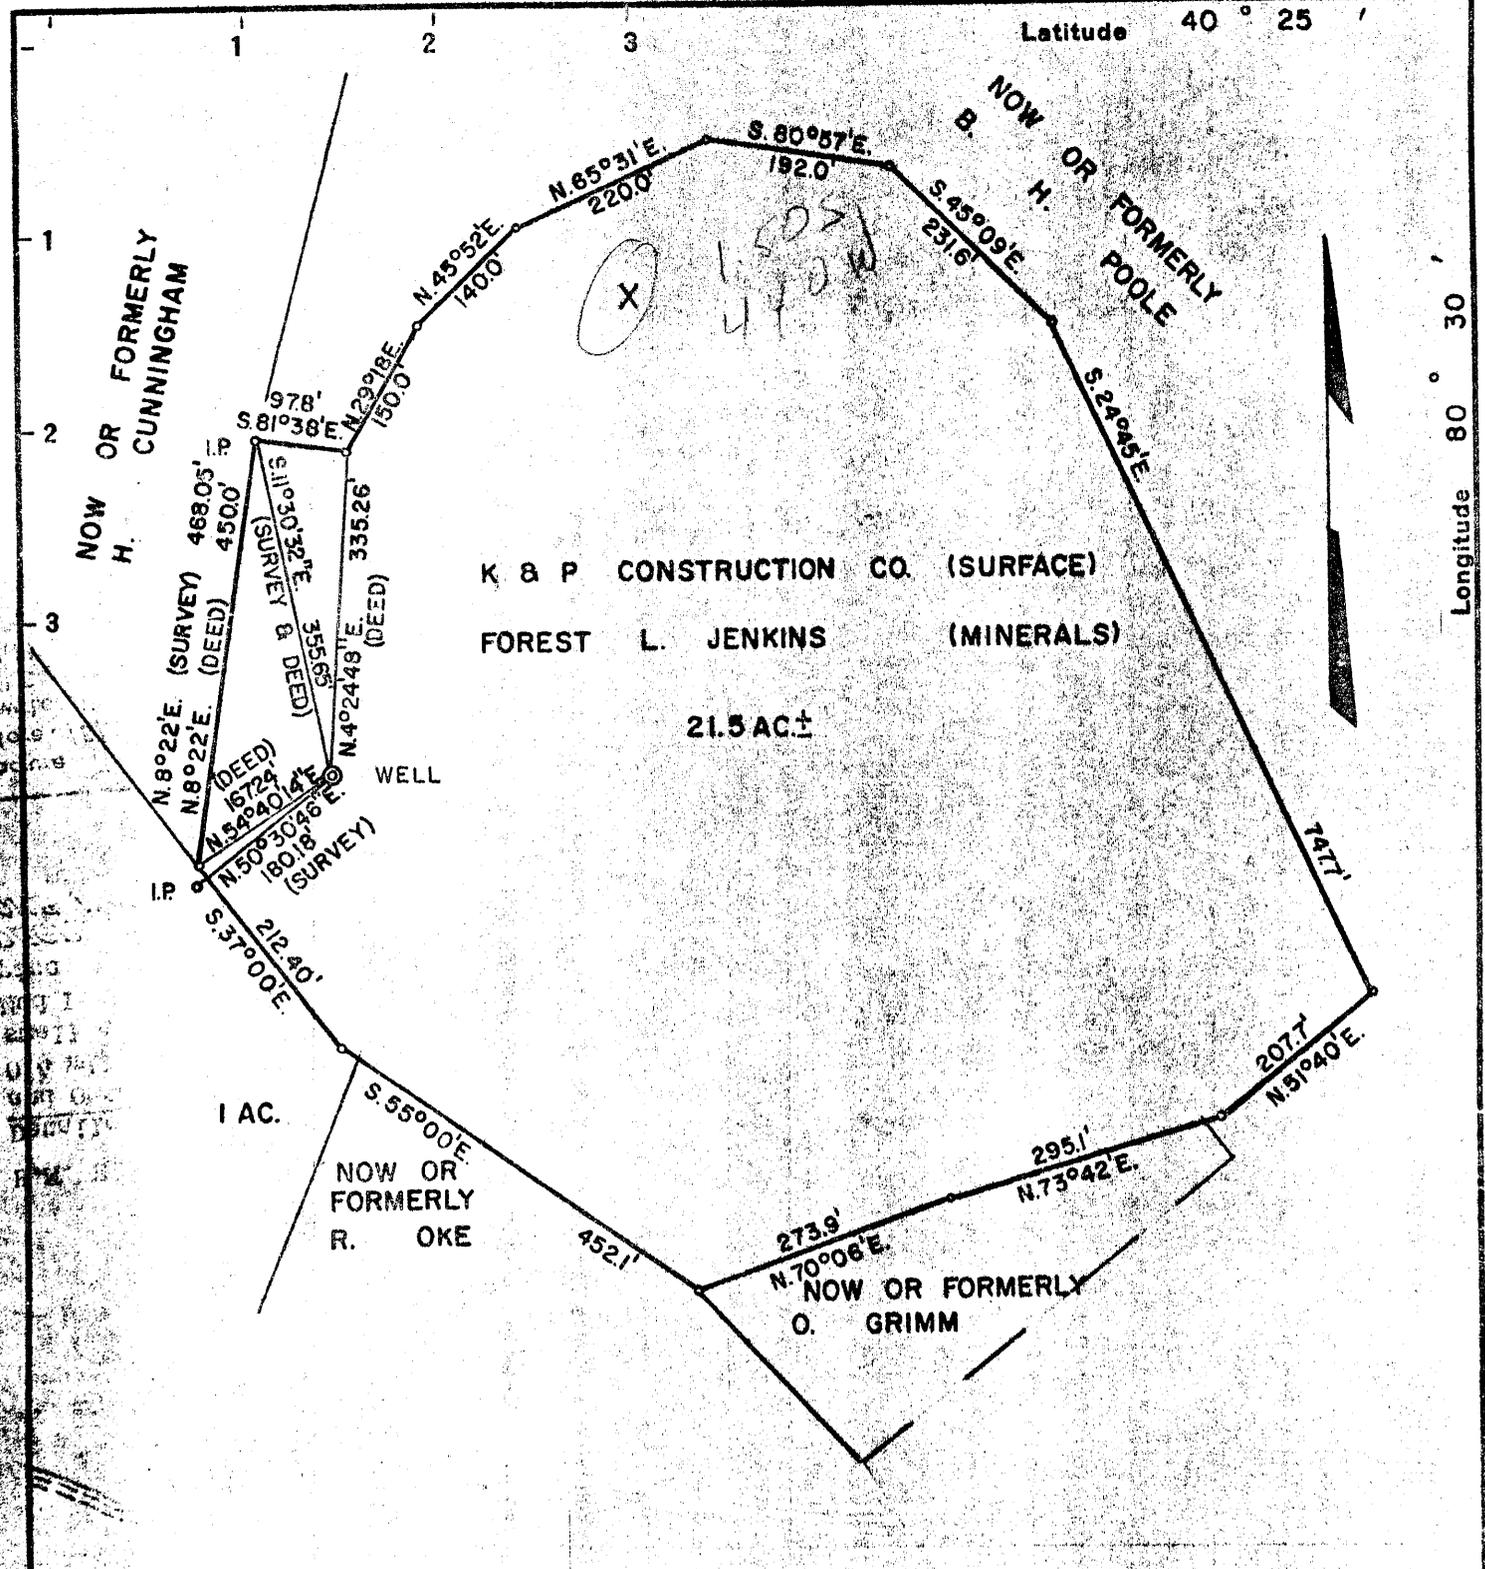 Latitude 40° 25'
1 2 3
1
2
3
Longitude 80° 30'
NOW OR FORMERLY
B. H. POOLE
S. 80°57'E.
192.0'
N.65°31'E.
220.0'
S.45°09'E.
231.6'
N.45°52'E.
140.0'
X
1.50S
4.10W
NOW OR FORMERLY
H. CUNNINGHAM
N.29°18'E.
150.0'
97.8'
S.81°38'E.
I.P.
S.24°45'E.
747.7'
N.8°22'E. (SURVEY) 468.05'
N.8°22'E. (DEED) 450.0'
S.11°30'32"E. 355.65'
(SURVEY & DEED)
N.4°24'48"E. 335.26'
(DEED)
K & P CONSTRUCTION CO. (SURFACE)
FOREST L. JENKINS (MINERALS)
21.5 AC.±
WELL
(DEED)
167.24'
N.54°40'14"E.
N.50°30'46"E.
180.18'
(SURVEY)
I.P.
212.40'
S.37°00'E.
207.7'
N.51°40'E.
1 AC.
S.55°00'E.
452.1'
295.1'
N.73°42'E.
NOW OR
FORMERLY
R. OKE
273.9'
N.70°06'E.
NOW OR FORMERLY
O. GRIMM